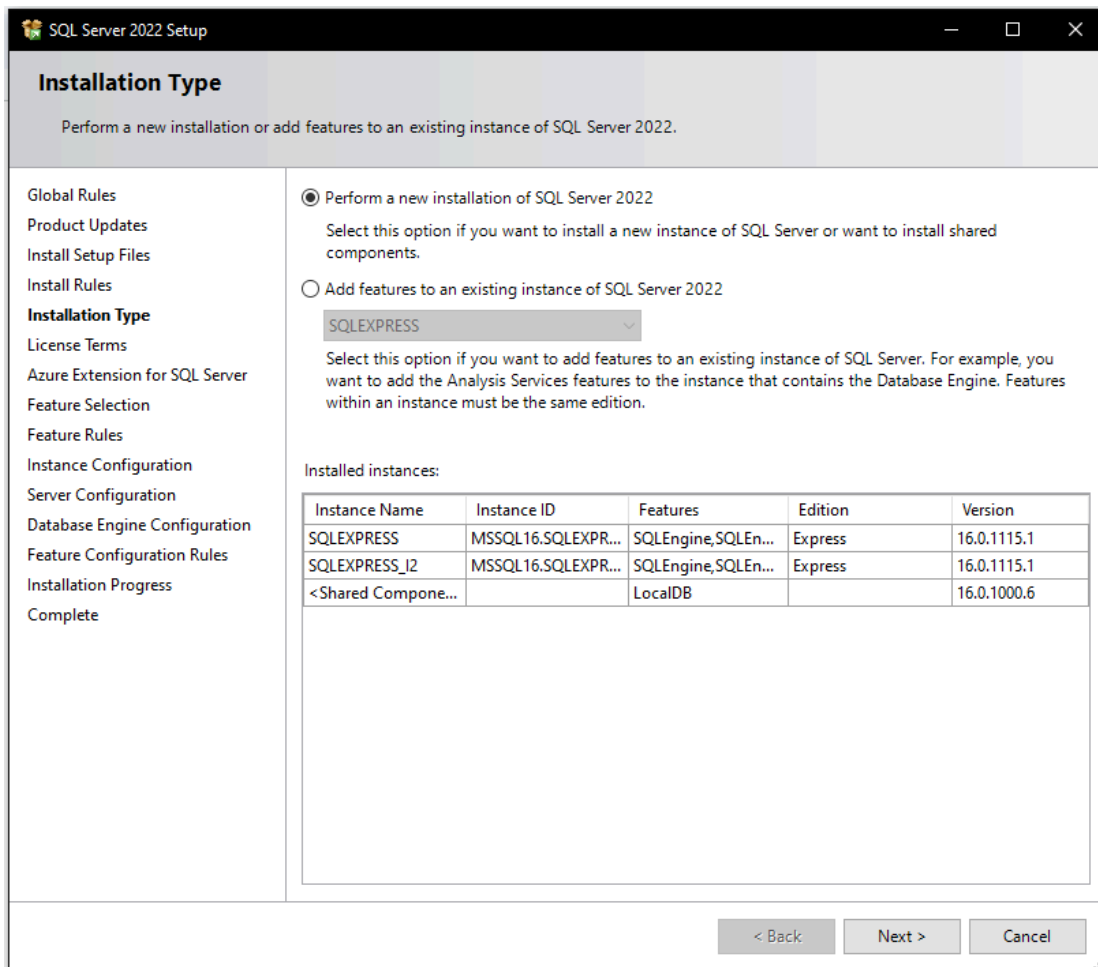 SQL Server 2022 Setup
Installation Type
Perform a new installation or add features to an existing instance of SQL Server 2022.
Global Rules
Product Updates
Install Setup Files
Install Rules
Installation Type
License Terms
Azure Extension for SQL Server
Feature Selection
Feature Rules
Instance Configuration
Server Configuration
Database Engine Configuration
Feature Configuration Rules
Installation Progress
Complete
Perform a new installation of SQL Server 2022
Select this option if you want to install a new instance of SQL Server or want to install shared
components.
Add features to an existing instance of SQL Server 2022
SQLEXPRESS
Select this option if you want to add features to an existing instance of SQL Server. For example, you
want to add the Analysis Services features to the instance that contains the Database Engine. Features
within an instance must be the same edition.
Installed instances:
Instance Name Instance ID Features Edition Version
SQLEXPRESS MSSQL16.SQLEXPR... SQLEngine,SQLEn... Express 16.0.1115.1
SQLEXPRESS_I2 MSSQL16.SQLEXPR... SQLEngine,SQLEn... Express 16.0.1115.1
<Shared Compone... LocalDB 16.0.1000.6
< Back Next > Cancel